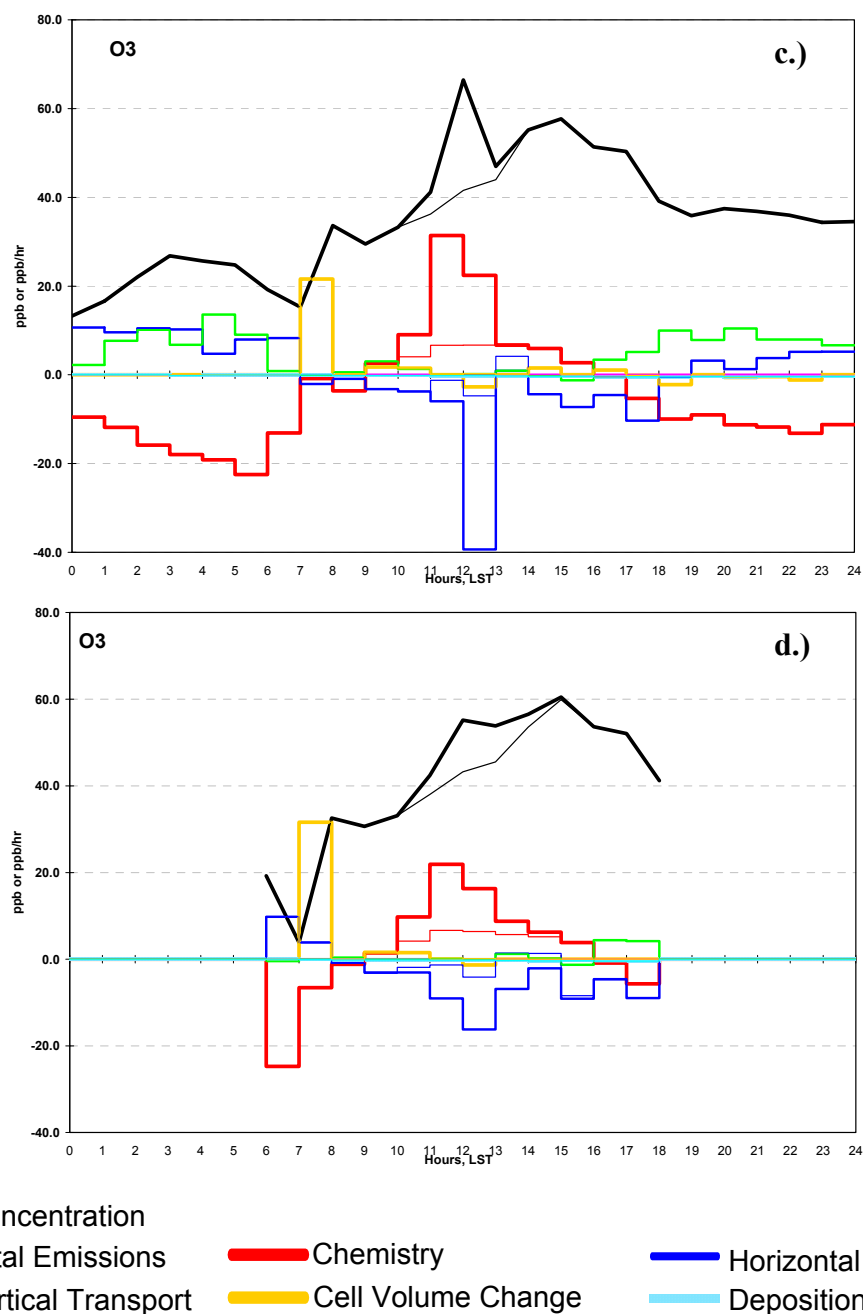 80.0
O3 c.)
60.0
40.0
20.0
0.0
-20.0
-40.0
ppb or ppb/hr
0 1 2 3 4 5 6 7 8 9 10 11 12 13 14 15 16 17 18 19 20 21 22 23 24
Hours, LST
80.0
O3 d.)
60.0
40.0
20.0
0.0
-20.0
-40.0
ppb or ppb/hr
0 1 2 3 4 5 6 7 8 9 10 11 12 13 14 15 16 17 18 19 20 21 22 23 24
Hours, LST
ncentration
tal Emissions Chemistry Horizontal
rtical Transport Cell Volume Change Deposition